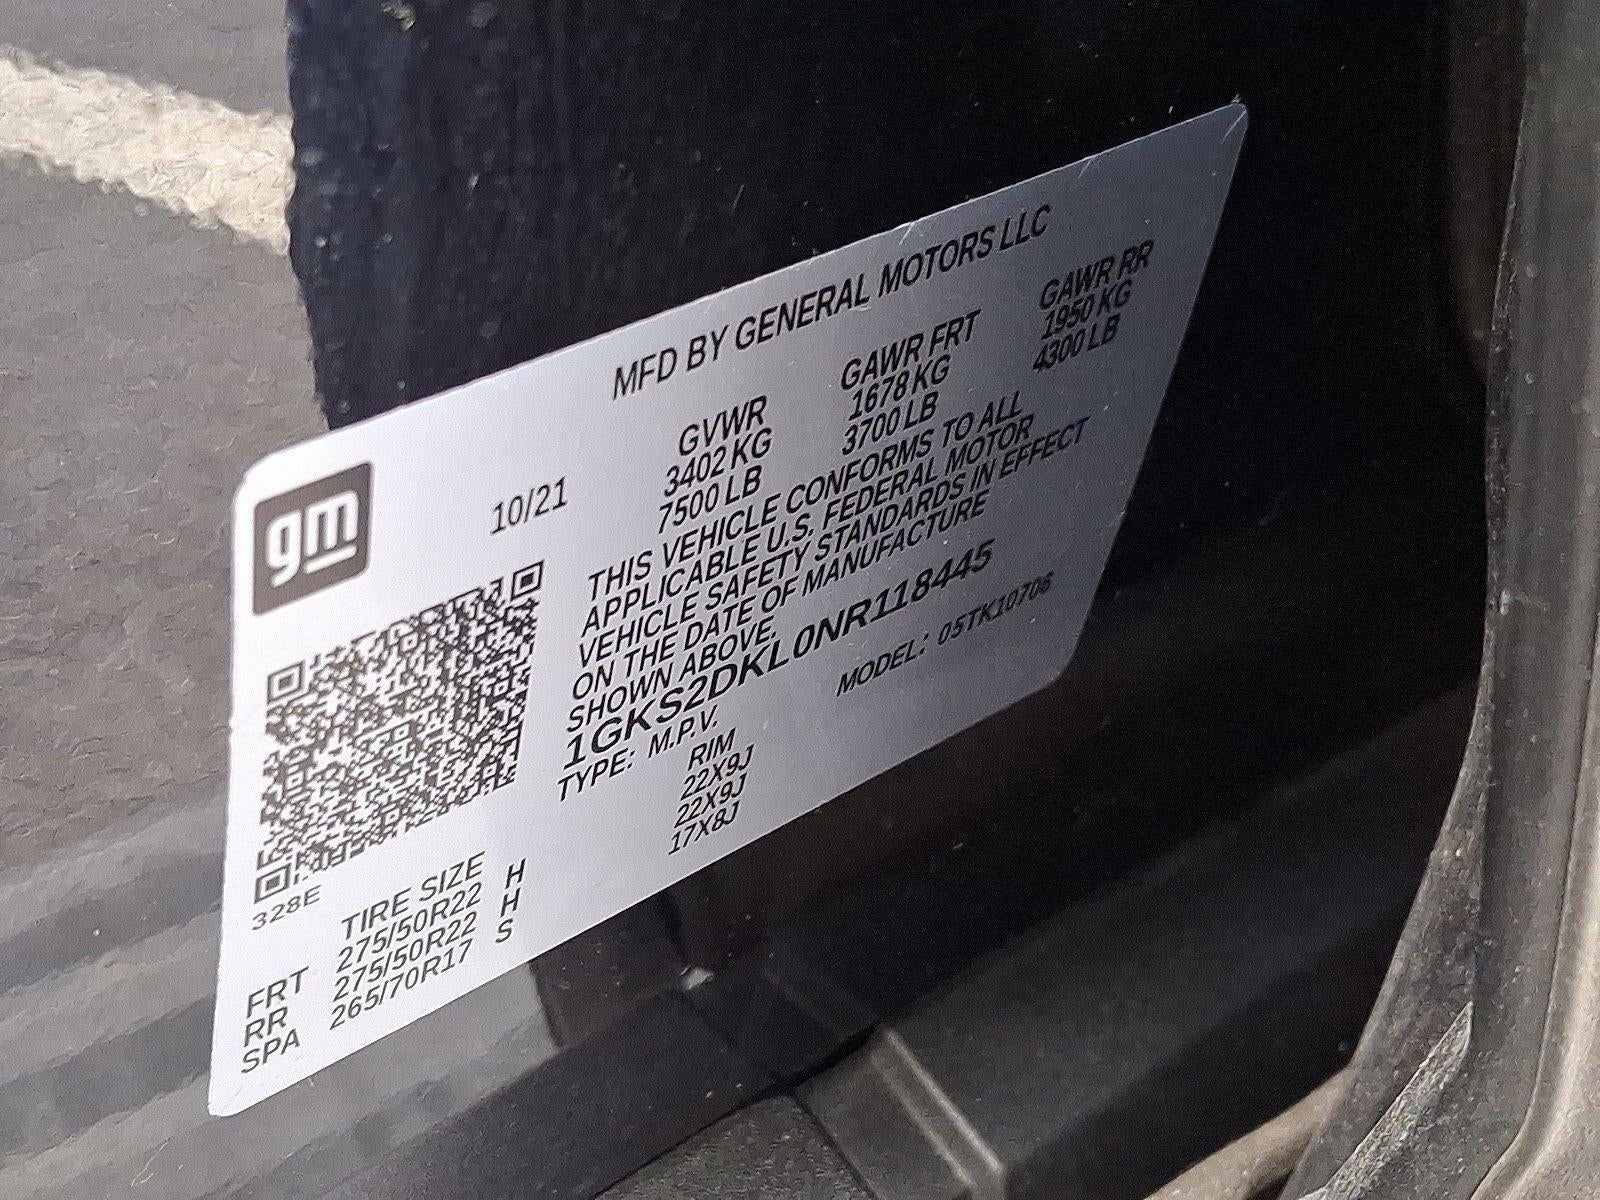 MFD BY GENERAL MOTORS LLC
gm
10/21
GVWR GAWR FRT GAWR RR
3402 KG 1678 KG 1950 KG
7500 LB 3700 LB 4300 LB
THIS VEHICLE CONFORMS TO ALL
APPLICABLE U.S. FEDERAL MOTOR
VEHICLE SAFETY STANDARDS IN EFFECT
ON THE DATE OF MANUFACTURE
SHOWN ABOVE.
1GKS2DKL0NR118445
TYPE: M.P.V. MODEL: 05TK10706
328E
TIRE SIZE RIM
FRT 275/50R22 H 22X9J
RR 275/50R22 H 22X9J
SPA 265/70R17 S 17X8J